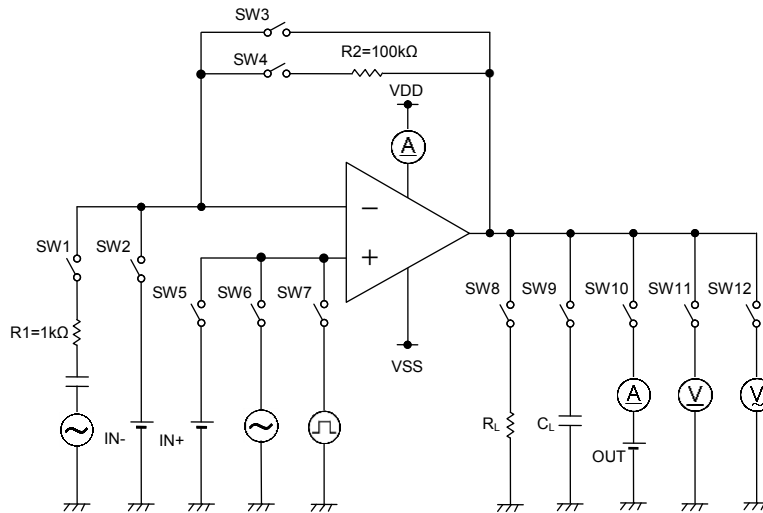 SW3
SW4
R2=100kΩ
VDD
A
−
+
SW1
SW2
SW5
SW6
SW7
SW8
SW9
SW10
SW11
SW12
R1=1kΩ
VSS
IN-
IN+
RL
CL
A
V
V
OUT